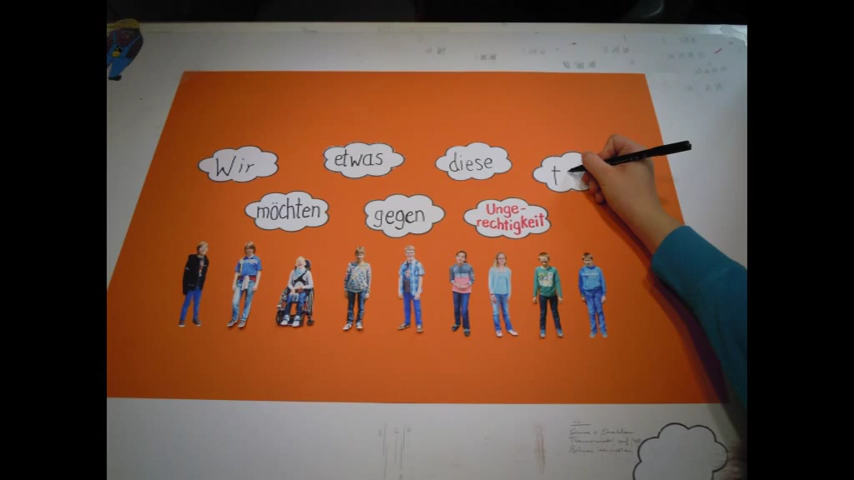 Wir
möchten
etwas
gegen
diese
Unge-
rechtigkeit
t